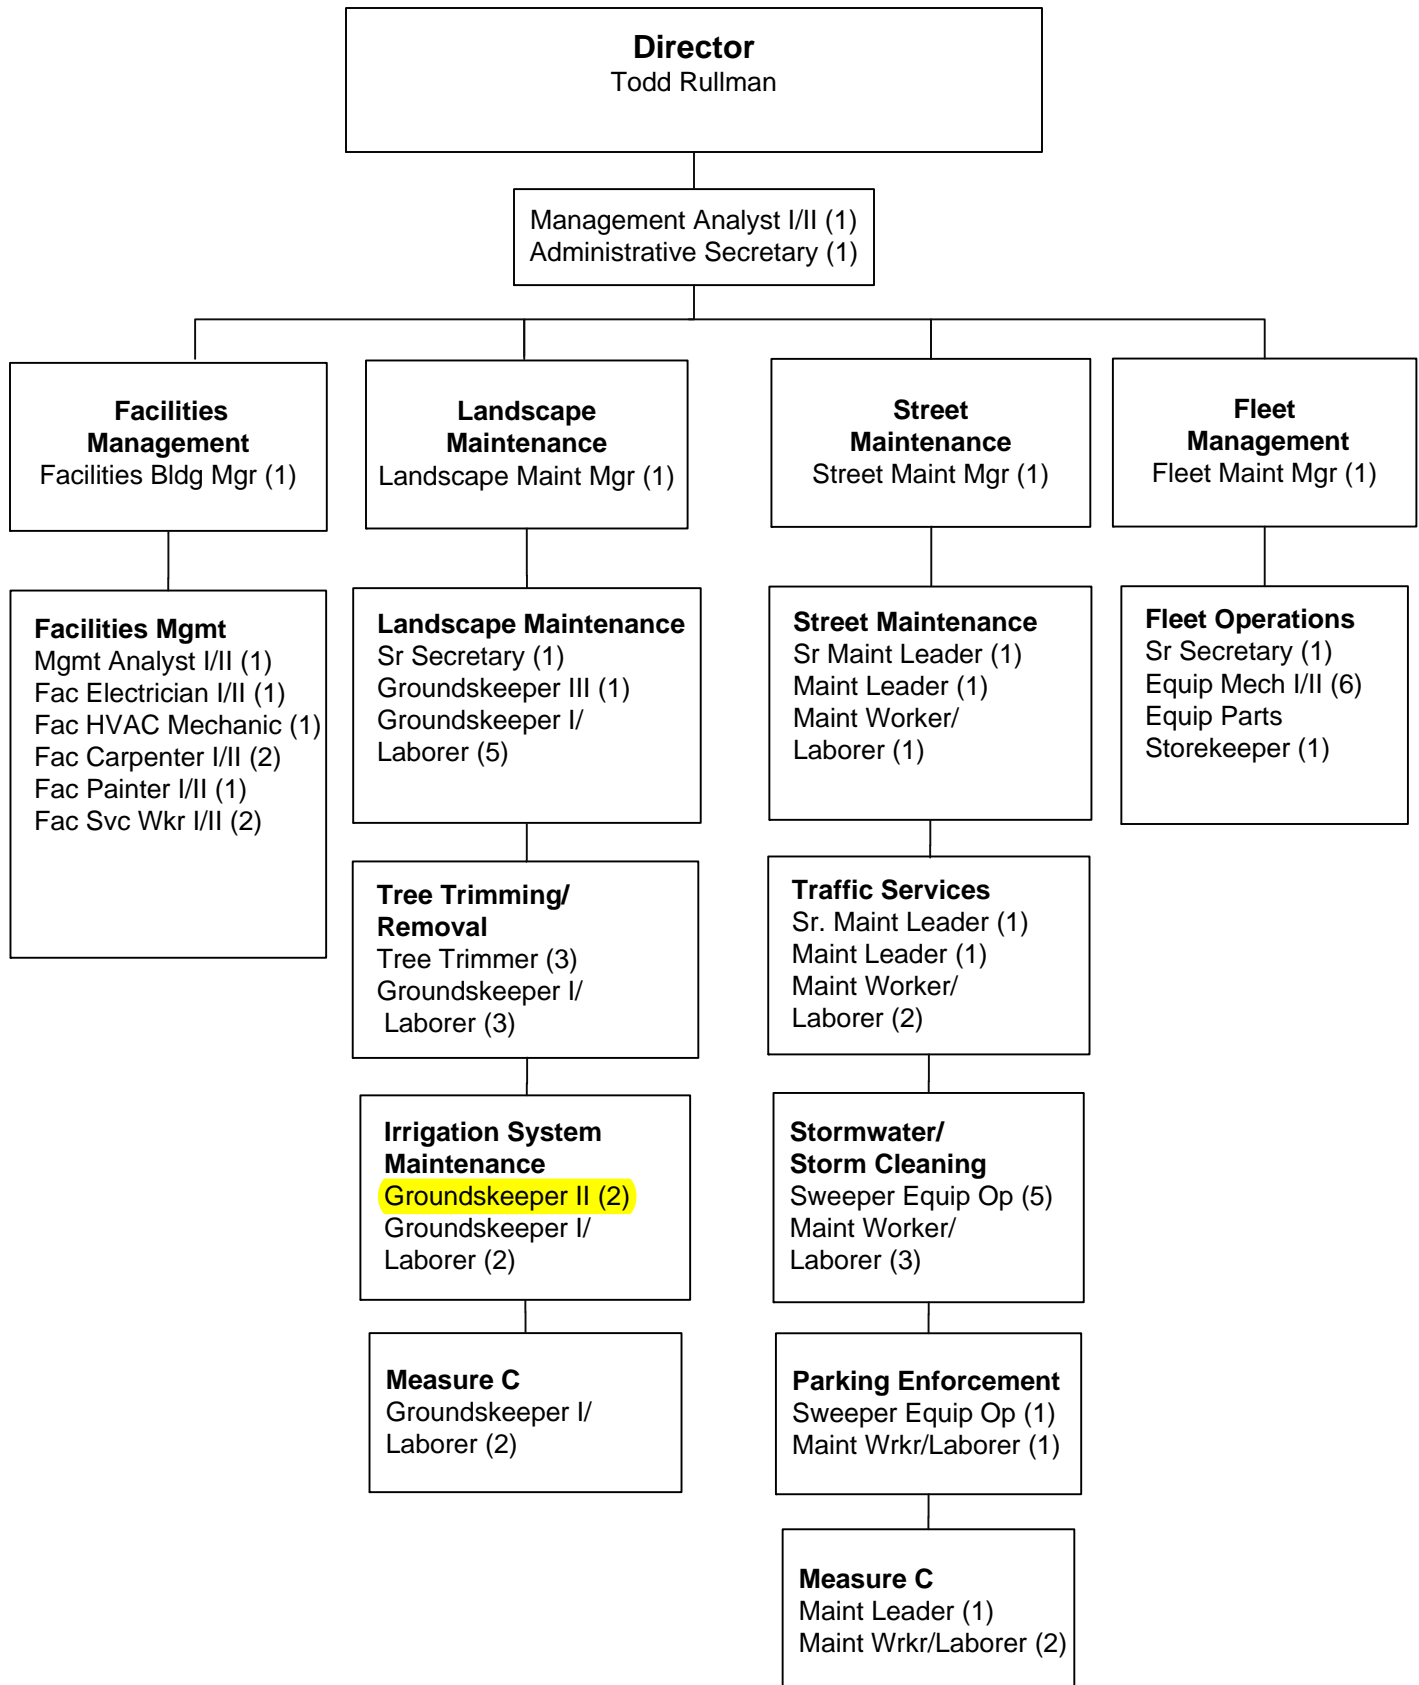 Director
Todd Rullman
Management Analyst I/II (1)
Administrative Secretary (1)
Facilities
Management
Facilities Bldg Mgr (1)
Landscape
Maintenance
Landscape Maint Mgr (1)
Street
Maintenance
Street Maint Mgr (1)
Fleet
Management
Fleet Maint Mgr (1)
Facilities Mgmt
Mgmt Analyst I/II (1)
Fac Electrician I/II (1)
Fac HVAC Mechanic (1)
Fac Carpenter I/II (2)
Fac Painter I/II (1)
Fac Svc Wkr I/II (2)
Landscape Maintenance
Sr Secretary (1)
Groundskeeper III (1)
Groundskeeper I/
Laborer (5)
Tree Trimming/
Removal
Tree Trimmer (3)
Groundskeeper I/
Laborer (3)
Irrigation System
Maintenance
Groundskeeper II (2)
Groundskeeper I/
Laborer (2)
Measure C
Groundskeeper I/
Laborer (2)
Street Maintenance
Sr Maint Leader (1)
Maint Leader (1)
Maint Worker/
Laborer (1)
Traffic Services
Sr. Maint Leader (1)
Maint Leader (1)
Maint Worker/
Laborer (2)
Stormwater/
Storm Cleaning
Sweeper Equip Op (5)
Maint Worker/
Laborer (3)
Parking Enforcement
Sweeper Equip Op (1)
Maint Wrkr/Laborer (1)
Measure C
Maint Leader (1)
Maint Wrkr/Laborer (2)
Fleet Operations
Sr Secretary (1)
Equip Mech I/II (6)
Equip Parts
Storekeeper (1)